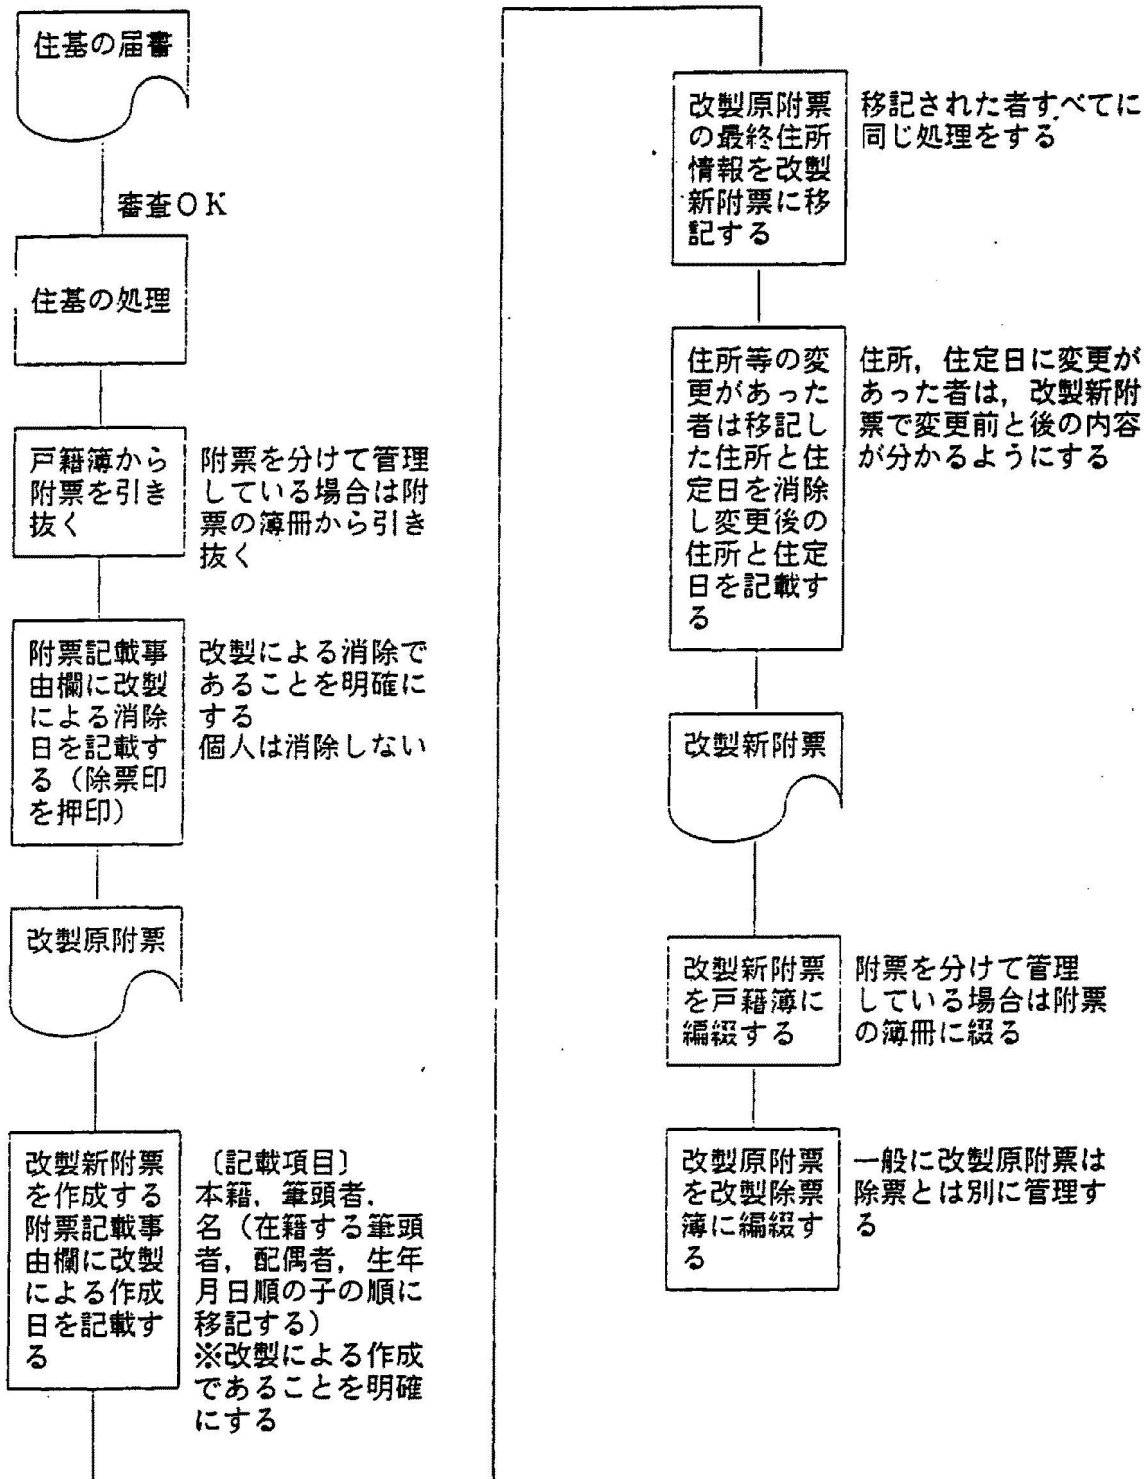 住基の届書
審査OK
住基の処理
戸籍簿から
附票を引き
抜く
附票を分けて管理
している場合は附
票の簿冊から引き
抜く
附票記載事
由欄に改製
による消除
日を記載す
る（除票印
を押印）
改製による消除で
あることを明確に
する
個人は消除しない
改製原附票
改製新附票
を作成する
附票記載事
由欄に改製
による作成
日を記載す
る
〔記載項目〕
本籍，筆頭者．
名（在籍する筆頭
者，配偶者，生年
月日順の子の順に
移記する）
※改製による作成
であることを明確
にする
改製原附票
の最終住所
情報を改製
新附票に移
記する
移記された者すべてに
同じ処理をする
住所等の変
更があった
者は移記し
た住所と住
定日を消除
し変更後の
住所と住定
日を記載す
る
住所，住定日に変更が
あった者は，改製新附
票で変更前と後の内容
が分かるようにする
改製新附票
改製新附票
を戸籍簿に
編綴する
附票を分けて管理
している場合は附票
の簿冊に綴る
改製原附票
を改製除票
簿に編綴す
る
一般に改製原附票は
除票とは別に管理す
る